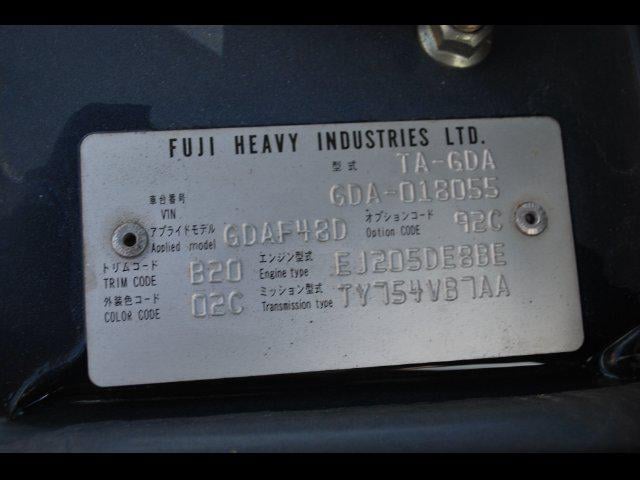 FUJI HEAVY INDUSTRIES LTD.
型式 TA-GDA
車台番号 VIN GDA-018055
アプライドモデル Applied model GDAF48D オプションコード Option CODE 92C
トリムコード TRIM CODE B20 エンジン型式 Engine type EJ205DE8BE
外装色コード COLOR CODE 02C ミッション型式 Transmission type TY754VB7AA